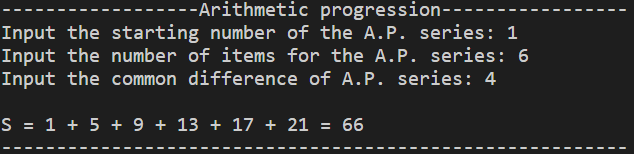 ------------------Arithmetic progression-----------------
Input the starting number of the A.P. series: 1
Input the number of items for the A.P. series: 6
Input the common difference of A.P. series: 4
S = 1 + 5 + 9 + 13 + 17 + 21 = 66
---------------------------------------------------------